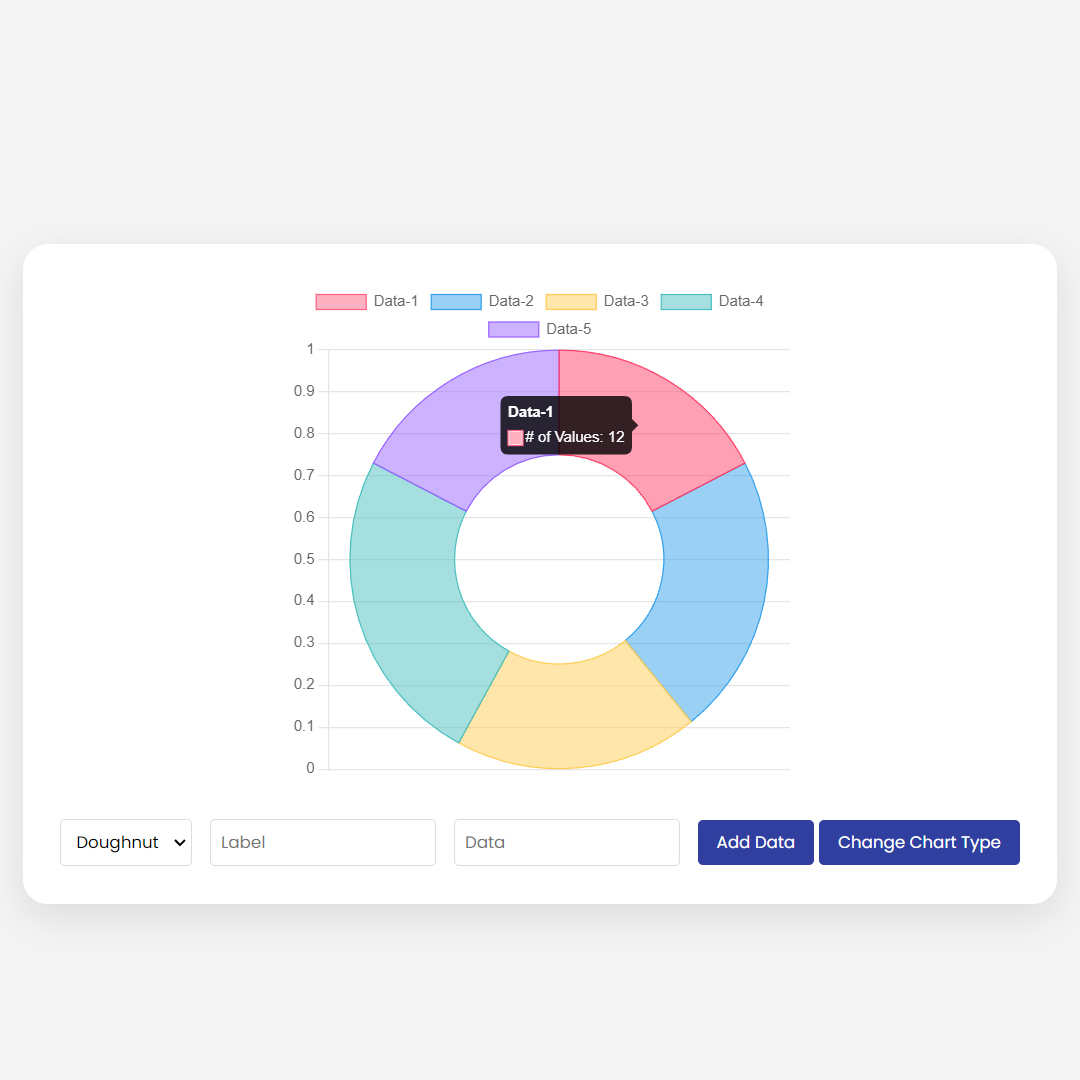 Data-1 Data-2 Data-3 Data-4
Data-5
1
0.9
0.8
0.7
0.6
0.5
0.4
0.3
0.2
0.1
0
Data-1
# of Values: 12
Doughnut Label Data Add Data Change Chart Type